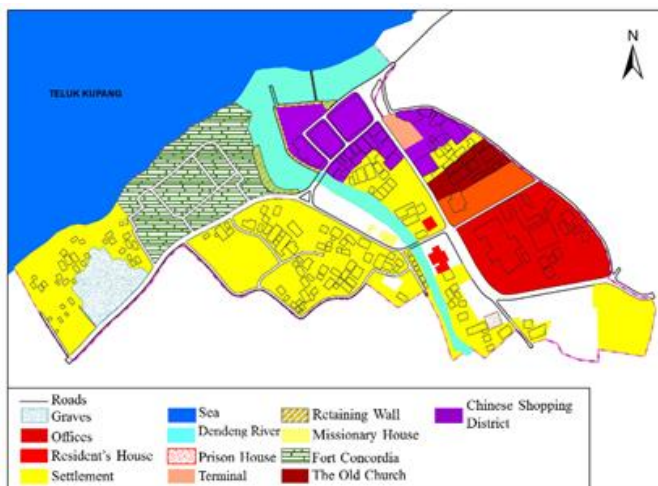 N
TELUK KUPANG
Roads
Graves
Offices
Resident's House
Settlement
Sea
Dendeng River
Prison House
Terminal
Retaining Wall
Missionary House
Fort Concordia
The Old Church
Chinese Shopping
District